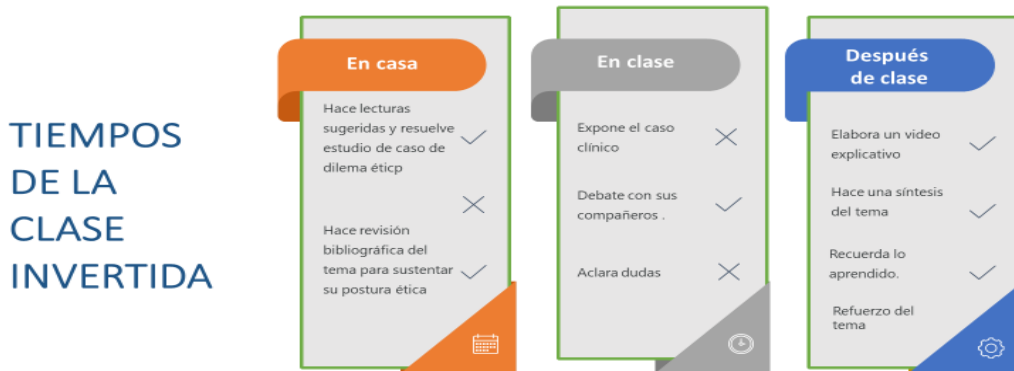 TIEMPOS
DE LA
CLASE
INVERTIDA
En casa
Hace lecturas
sugeridas y resuelve
estudio de caso de
dilema éticp
Hace revisión
bibliográfica del
tema para sustentar
su postura ética
En clase
Expone el caso
clínico
Debate con sus
compañeros .
Aclara dudas
Después
de clase
Elabora un video
explicativo
Hace una síntesis
del tema
Recuerda lo
aprendido.
Refuerzo del
tema